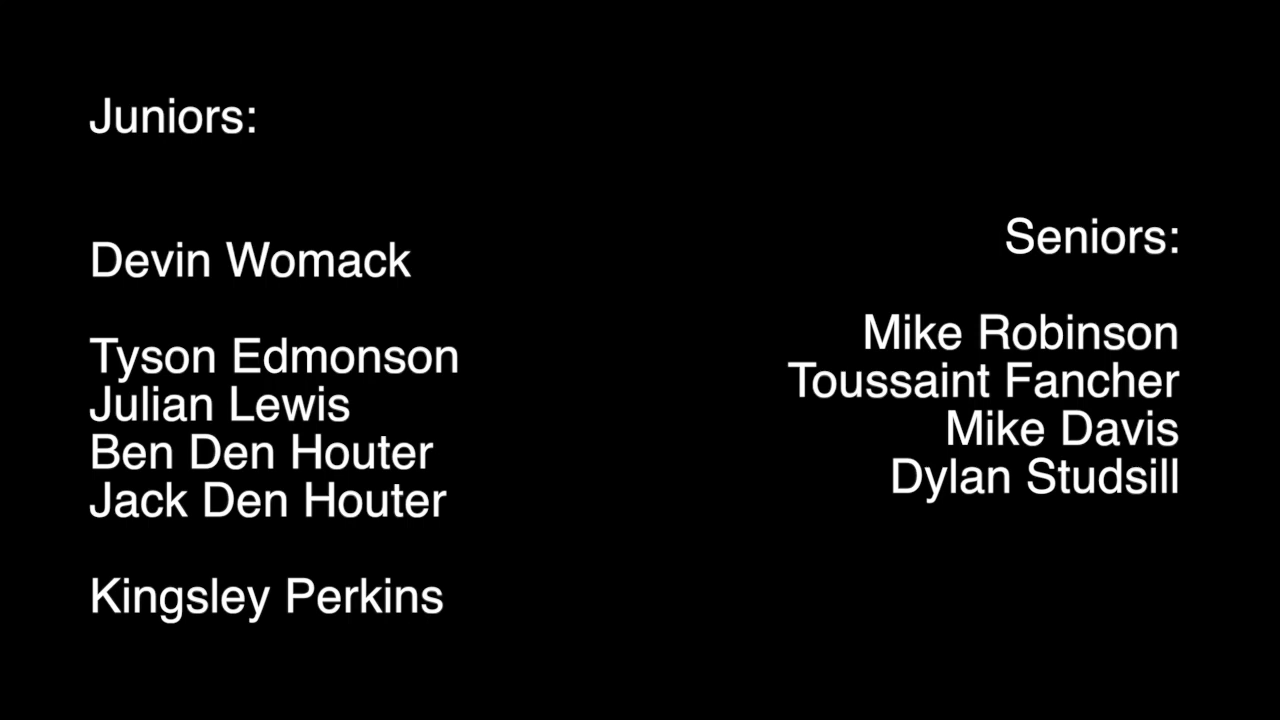 Juniors:
Devin Womack
Tyson Edmonson
Julian Lewis
Ben Den Houter
Jack Den Houter
Kingsley Perkins
Seniors:
Mike Robinson
Toussaint Fancher
Mike Davis
Dylan Studsill